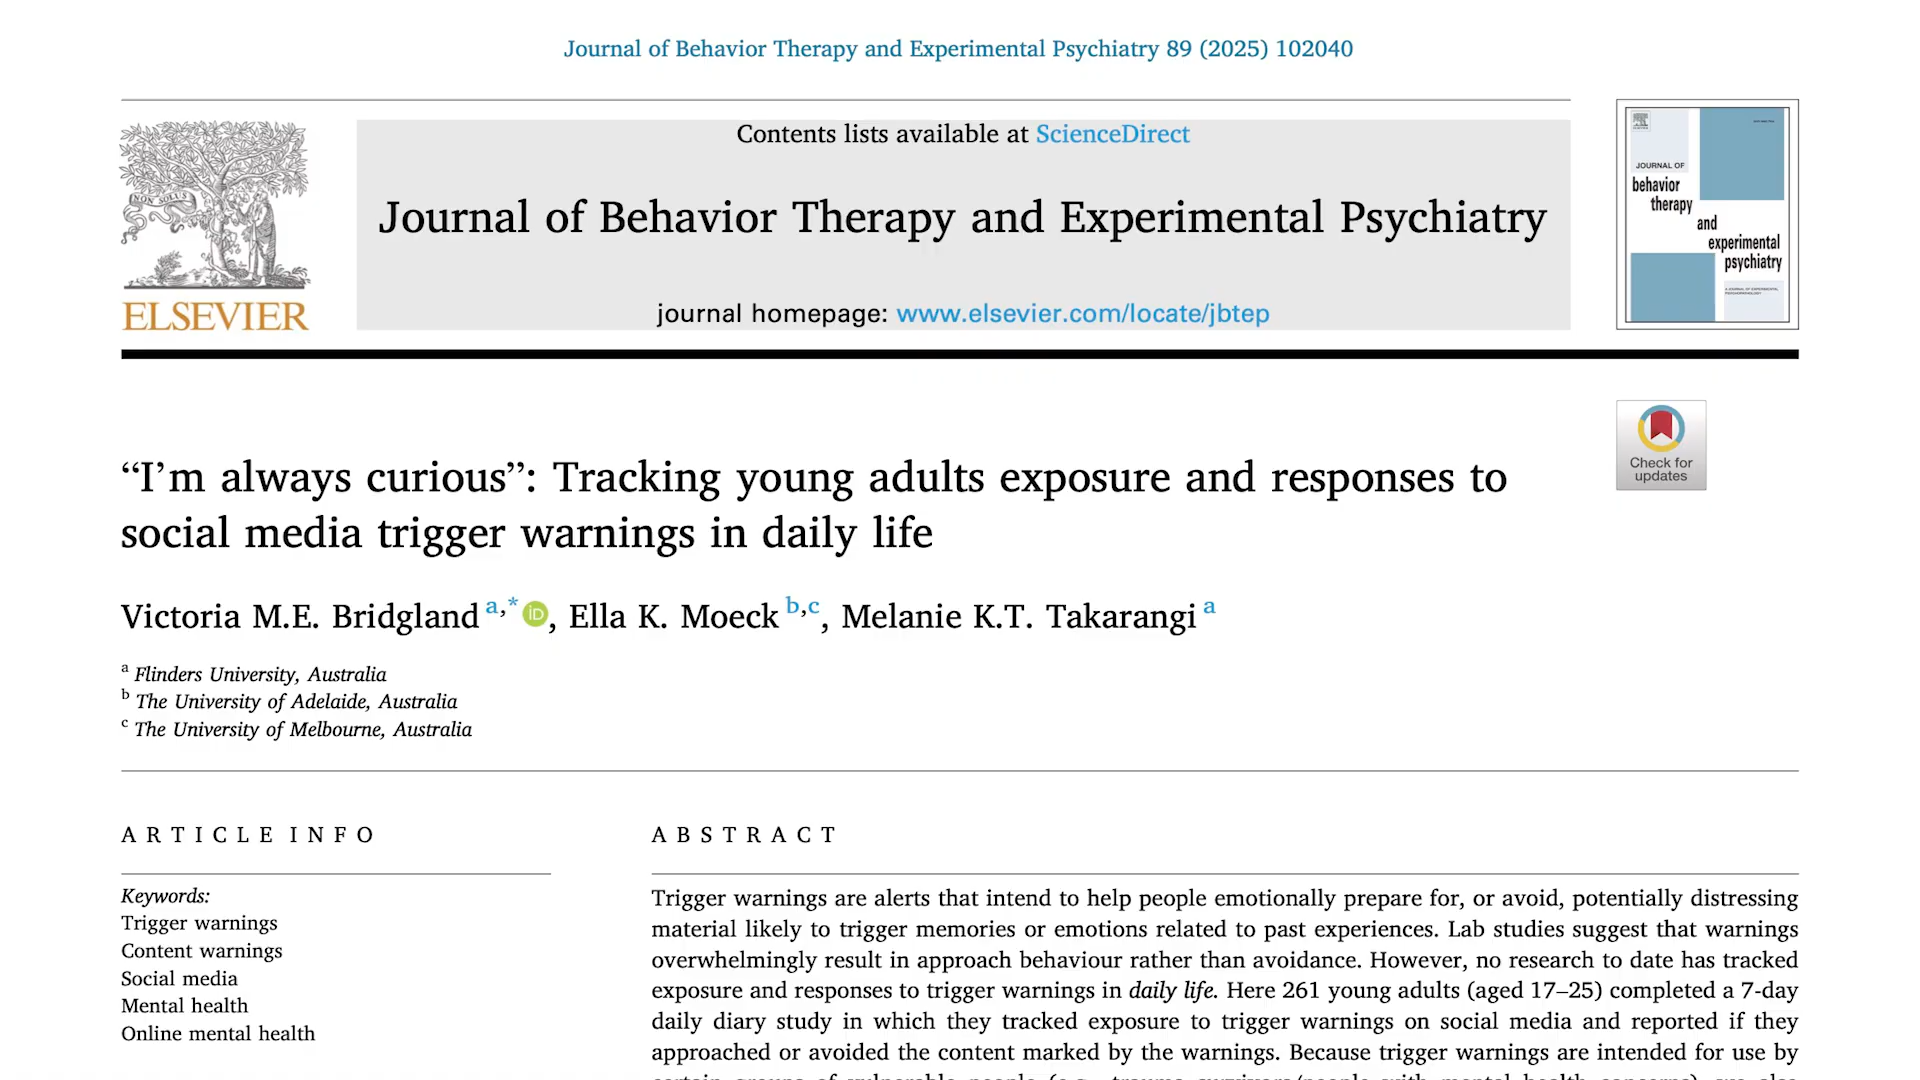 Journal of Behavior Therapy and Experimental Psychiatry 89 (2025) 102040
Contents lists available at ScienceDirect
Journal of Behavior Therapy and Experimental Psychiatry
journal homepage: www.elsevier.com/locate/jbtep
NON SOLUS
ELSEVIER
JOURNAL OF
behavior
therapy
and
experimental
psychiatry
Check for
updates
“I’m always curious”: Tracking young adults exposure and responses to
social media trigger warnings in daily life
Victoria M.E. Bridgland a,* iD, Ella K. Moeck b,c, Melanie K.T. Takarangi a
a Flinders University, Australia
b The University of Adelaide, Australia
c The University of Melbourne, Australia
ARTICLE INFO
Keywords:
Trigger warnings
Content warnings
Social media
Mental health
Online mental health
ABSTRACT
Trigger warnings are alerts that intend to help people emotionally prepare for, or avoid, potentially distressing
material likely to trigger memories or emotions related to past experiences. Lab studies suggest that warnings
overwhelmingly result in approach behaviour rather than avoidance. However, no research to date has tracked
exposure and responses to trigger warnings in daily life. Here 261 young adults (aged 17–25) completed a 7-day
daily diary study in which they tracked exposure to trigger warnings on social media and reported if they
approached or avoided the content marked by the warnings. Because trigger warnings are intended for use by